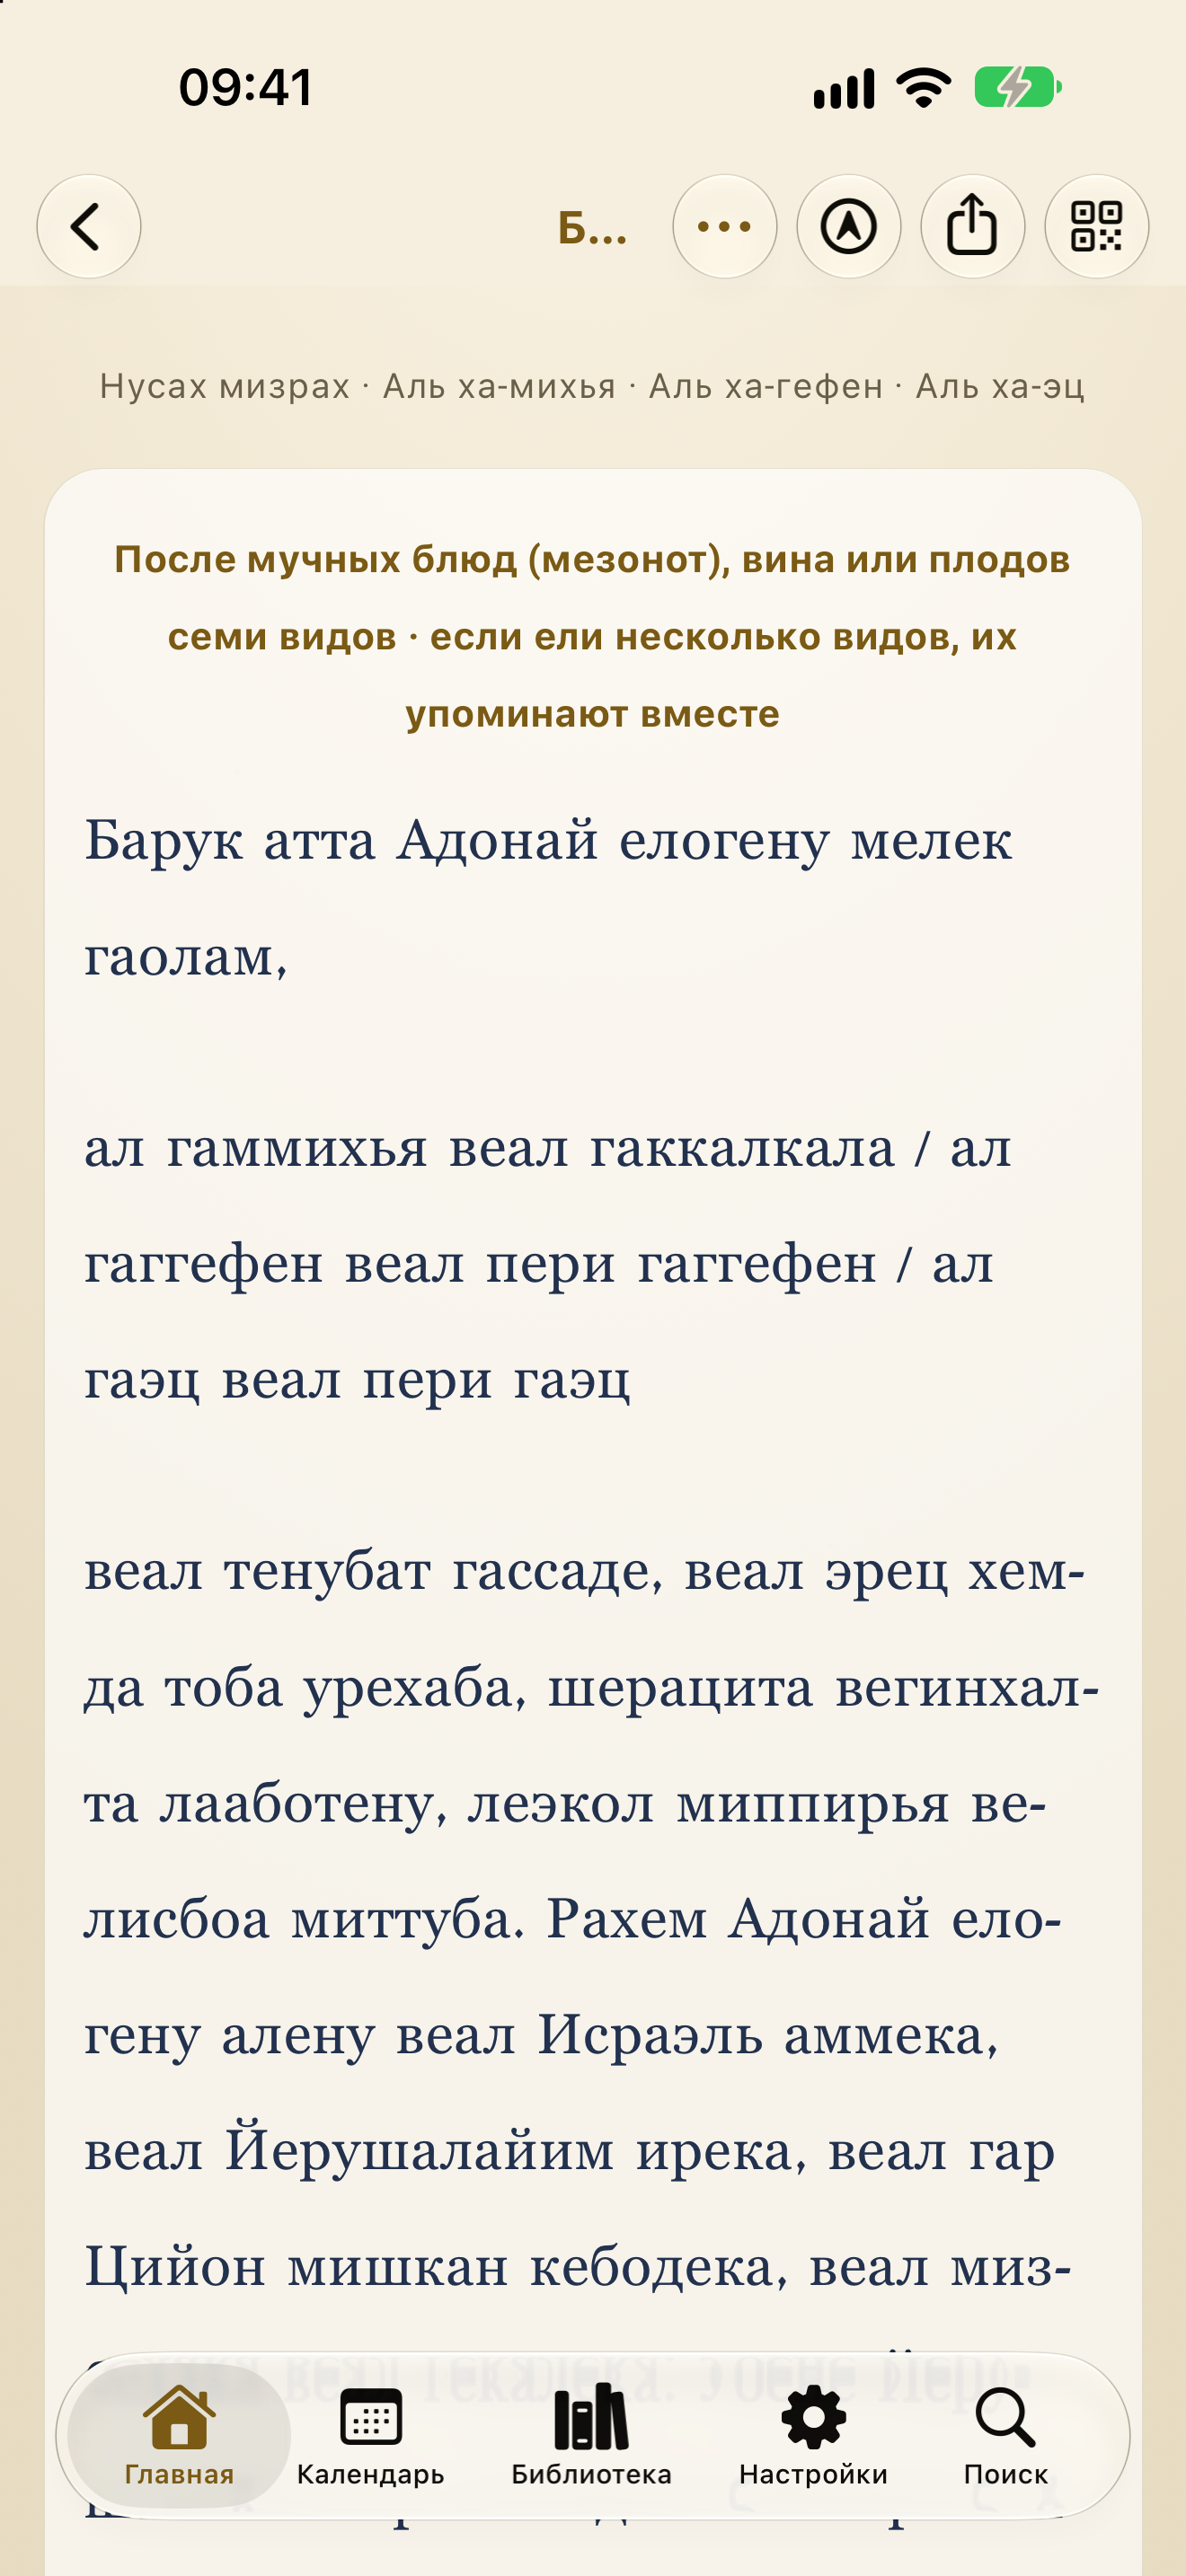 09:41
Б...
Нусах мизрах · Аль ха-михья · Аль ха-гефен · Аль ха-эц
После мучных блюд (мезонот), вина или плодов
семи видов · если ели несколько видов, их
упоминают вместе
Барук атта Адонай елогену мелек
гаолам,
ал гаммихья веал гаккалкала / ал
гаггефен веал пери гаггефен / ал
гаэц веал пери гаэц
веал тенубат гассаде, веал эрец хем-
да тоба урехаба, шерацита вегинхал-
та лааботену, леэкол миппирья ве-
лисбоа миттуба. Рахем Адонай ело-
гену алену веал Исраэль аммека,
веал Йерушалайим ирека, веал гар
Цийон мишкан кебодека, веал миз-
Главная
Календарь
Библиотека
Настройки
Поиск